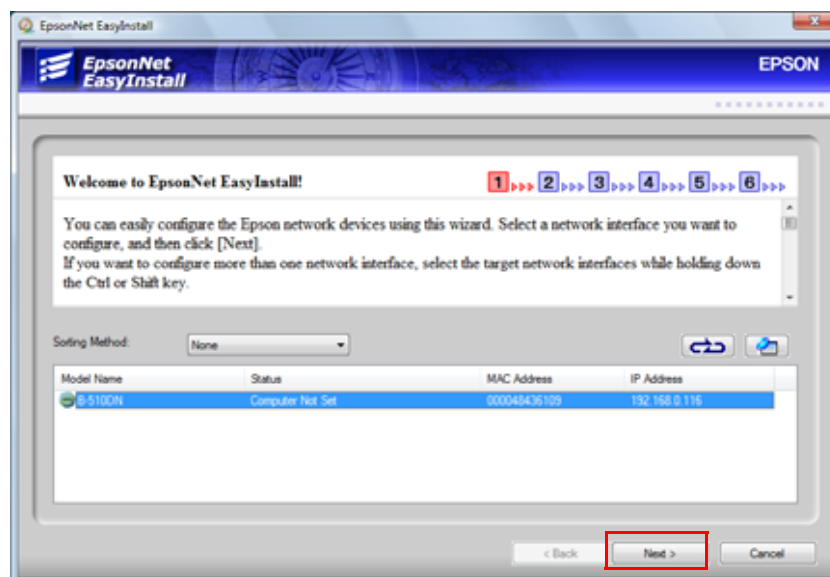 EpsonNet EasyInstall
EpsonNet
EasyInstall
EPSON
Welcome to EpsonNet EasyInstall!
1 2 3 4 5 6
You can easily configure the Epson network devices using this wizard. Select a network interface you want to
configure, and then click [Next].
If you want to configure more than one network interface, select the target network interfaces while holding down
the Ctrl or Shift key.
Sorting Method: None
Model Name Status MAC Address IP Address
B-510DN Computer Not Set 000048436109 192.168.0.116
< Back Next > Cancel